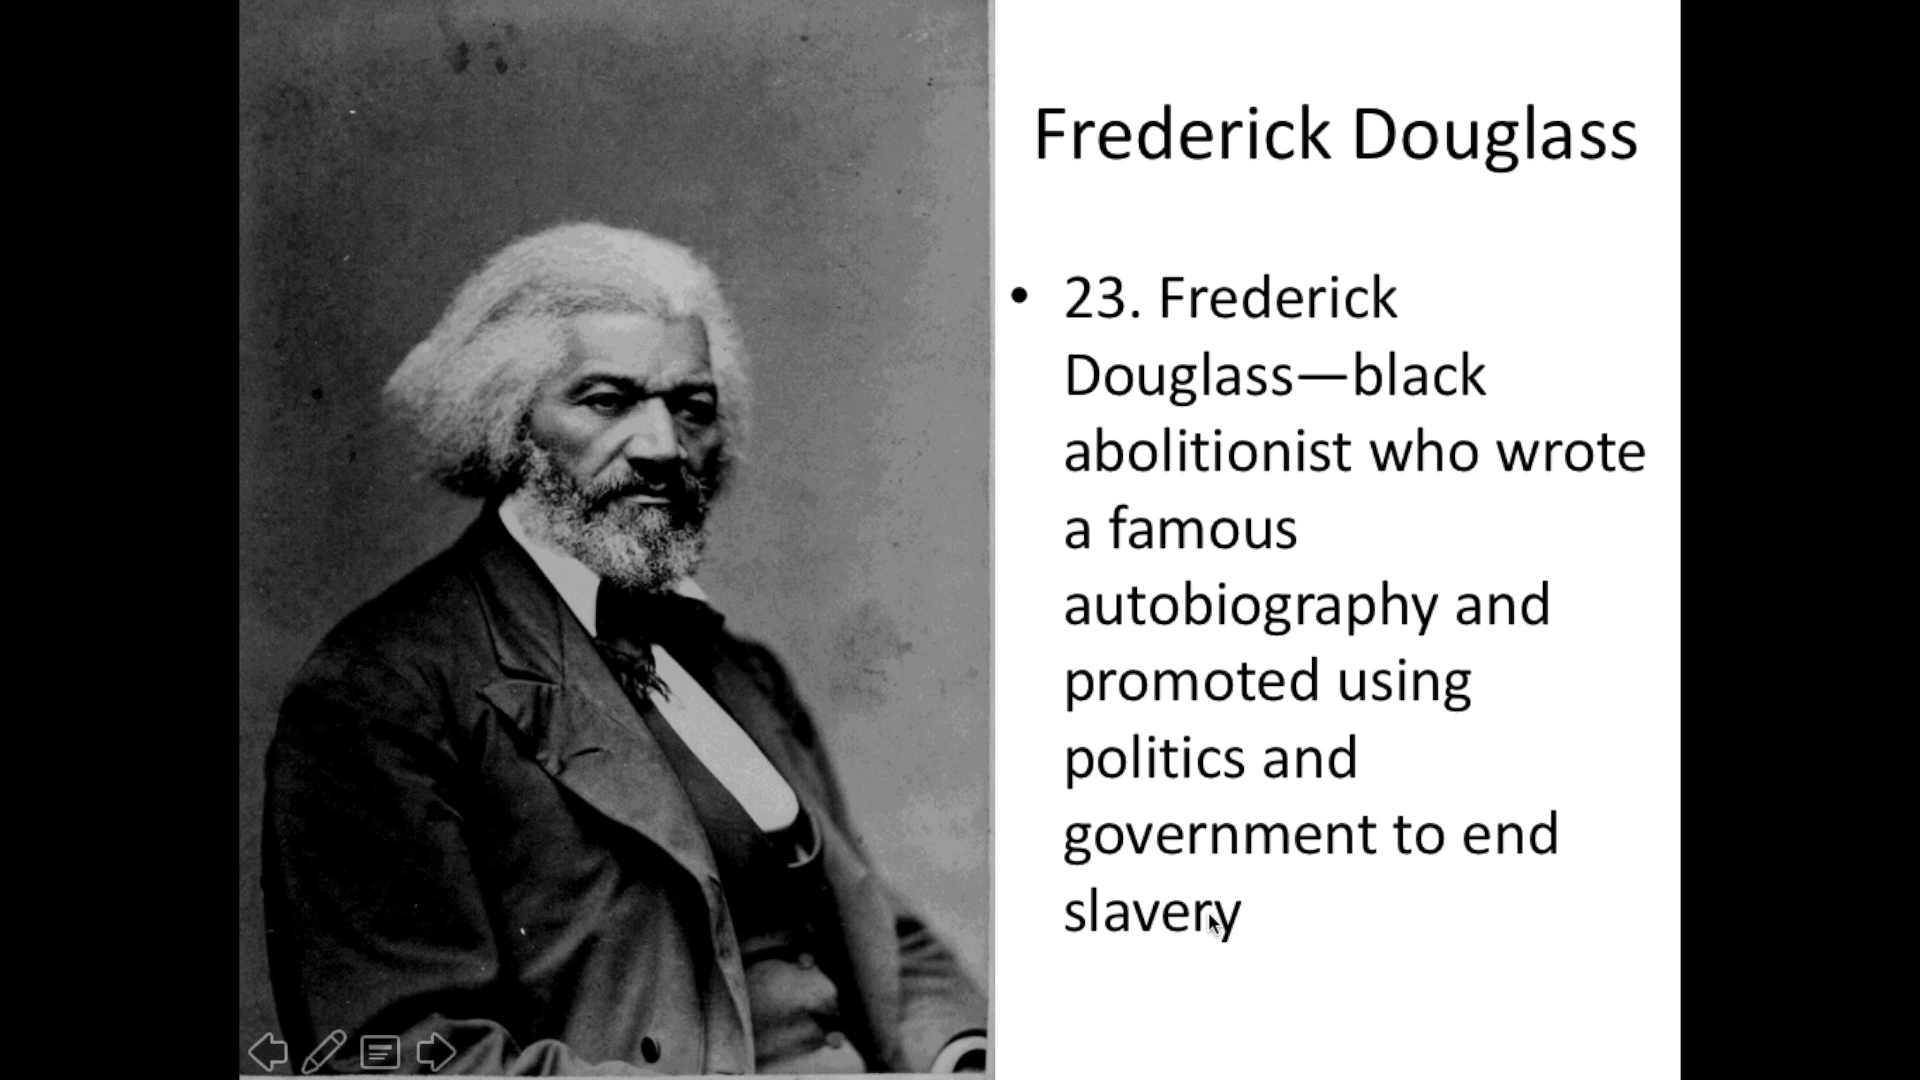 Frederick Douglass
• 23. Frederick
Douglass—black
abolitionist who wrote
a famous
autobiography and
promoted using
politics and
government to end
slavery